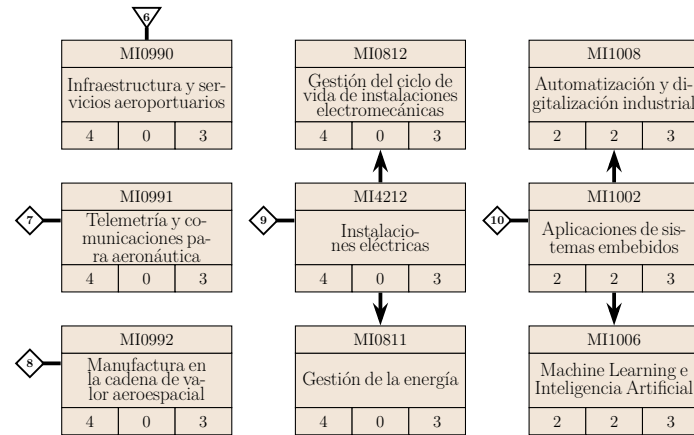 6
MI0990
Infraestructura y ser-
vicios aeroportuarios
4 0 3
MI0812
Gestión del ciclo de
vida de instalaciones
electromecánicas
4 0 3
MI1008
Automatización y di-
gitalización industrial
2 2 3
7
MI0991
Telemetría y co-
municaciones pa-
ra aeronáutica
4 0 3
9
MI4212
Instalacio-
nes eléctricas
4 0 3
10
MI1002
Aplicaciones de sis-
temas embebidos
2 2 3
8
MI0992
Manufactura en
la cadena de va-
lor aeroespacial
4 0 3
MI0811
Gestión de la energía
4 0 3
MI1006
Machine Learning e
Inteligencia Artificial
2 2 3